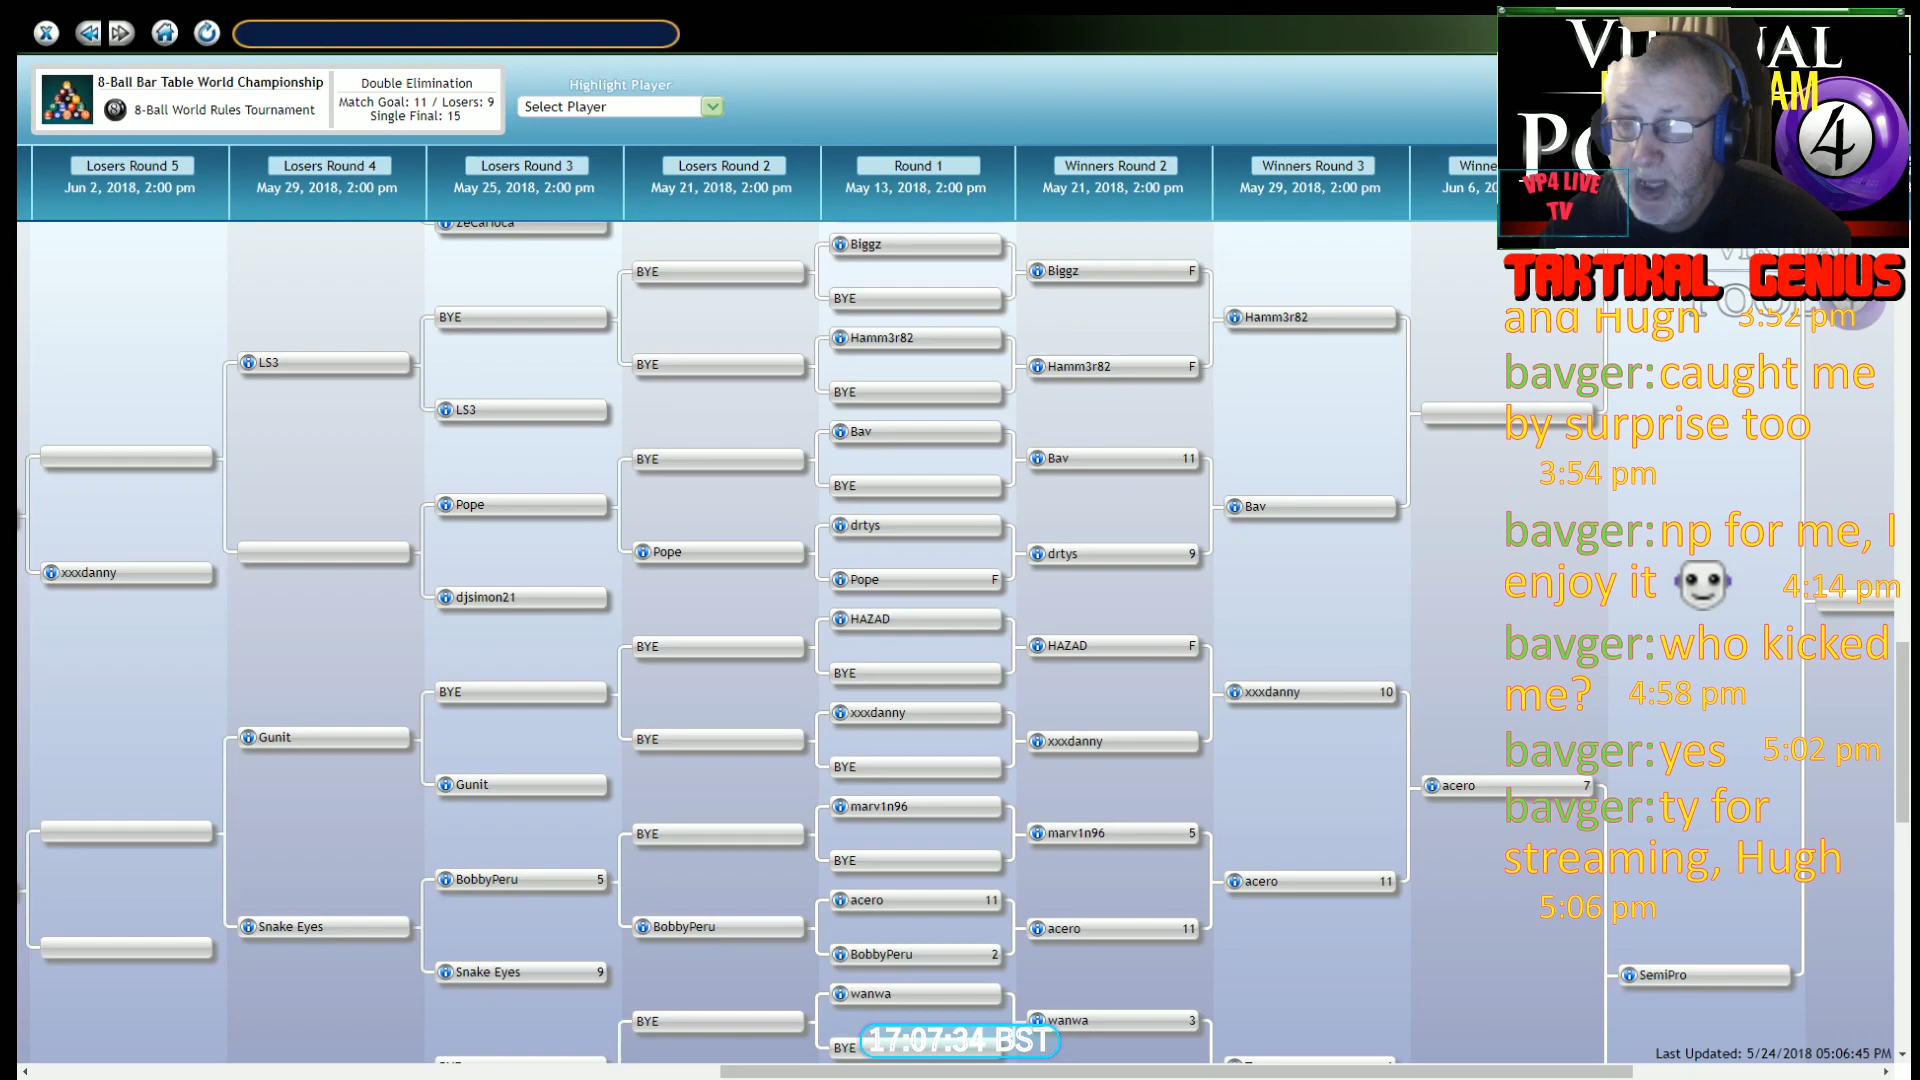 8-Ball Bar Table World Championship
8-Ball World Rules Tournament
Double Elimination
Match Goal: 11 / Losers: 9
Single Final: 15
Highlight Player
Select Player
VP4 LIVE
TV
4
TAKTIKAL GENIUS
Losers Round 5
Jun 2, 2018, 2:00 pm
Losers Round 4
May 29, 2018, 2:00 pm
Losers Round 3
May 25, 2018, 2:00 pm
Losers Round 2
May 21, 2018, 2:00 pm
Round 1
May 13, 2018, 2:00 pm
Winners Round 2
May 21, 2018, 2:00 pm
Winners Round 3
May 29, 2018, 2:00 pm
xxxdanny
LS3
Gunit
Snake Eyes
ZeCarioca
BYE
LS3
Pope
djsimon21
BYE
Gunit
BobbyPeru 5
Snake Eyes 9
BYE
BYE
BYE
Pope
BYE
BYE
BYE
BobbyPeru
BYE
Biggz
BYE
Hamm3r82
BYE
Bav
BYE
drtys
Pope F
HAZAD
BYE
xxxdanny
BYE
marv1n96
BYE
acero 11
BobbyPeru 2
wanwa
BYE
Biggz F
Hamm3r82 F
Bav 11
drtys 9
HAZAD F
xxxdanny
marv1n96 5
acero 11
wanwa 3
Hamm3r82
Bav
xxxdanny 10
acero 11
acero 7
SemiPro
and Hugh 3:52 pm
bavger: caught me
by surprise too
3:54 pm
bavger: np for me, I
enjoy it 4:14 pm
bavger: who kicked
me? 4:58 pm
bavger: yes 5:02 pm
bavger: ty for
streaming, Hugh
5:06 pm
17:07:34 BST
Last Updated: 5/24/2018 05:06:45 PM